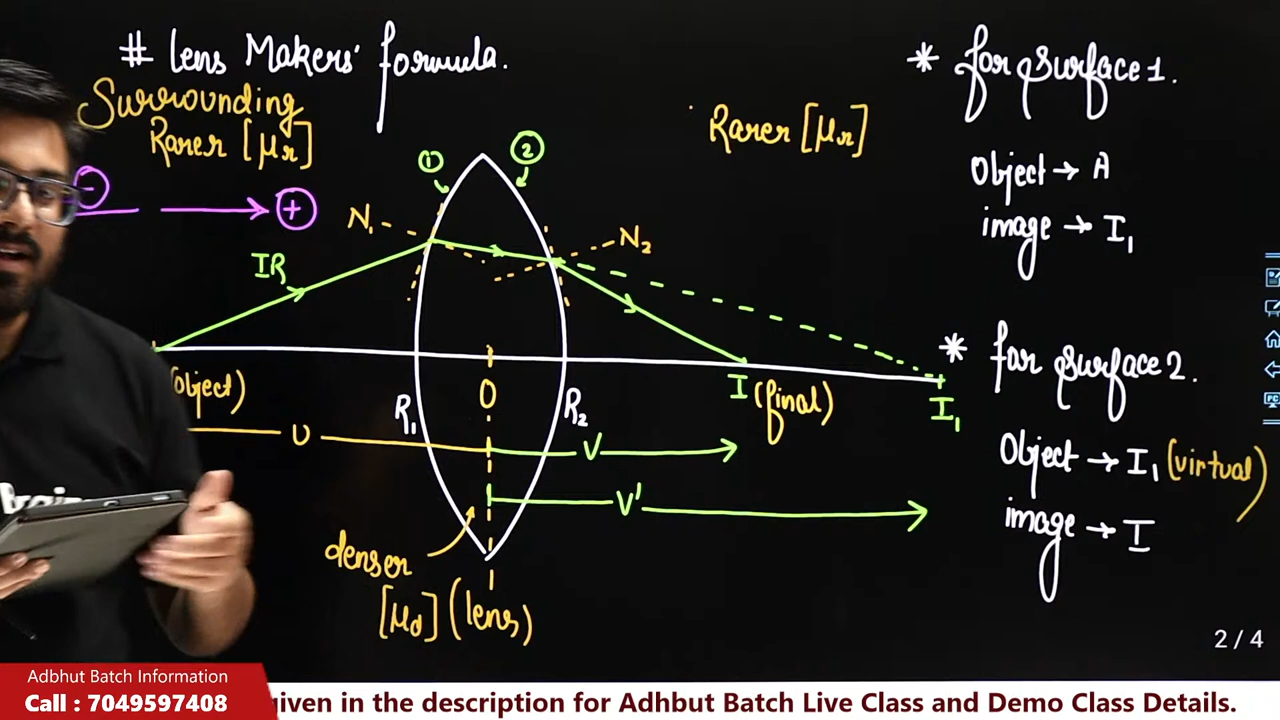 # Lens Makers' formula.
Surrounding
Rarer [μr]
- → +
①
②
N₁
N₂
IR
(object)
R₁
O
R₂
u
V
V'
I (final)
I₁
denser
[μd] (lens)
Rarer [μr]
* for surface 1.
Object → A
image → I₁
* for surface 2.
Object → I₁ (virtual)
image → I
2 / 4
Adbhut Batch Information
Call : 7049597408
given in the description for Adhbut Batch Live Class and Demo Class Details.